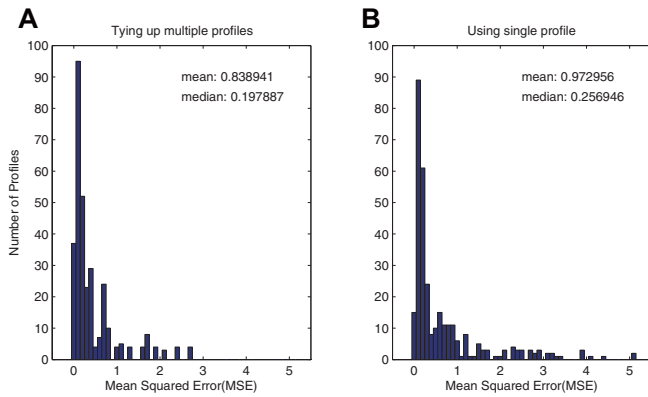 A
Tying up multiple profiles
100
90
80
70
60
50
40
30
20
10
0
Number of Profiles
mean: 0.838941
median: 0.197887
0 1 2 3 4 5
Mean Squared Error(MSE)
B
Using single profile
100
90
80
70
60
50
40
30
20
10
0
mean: 0.972956
median: 0.256946
0 1 2 3 4 5
Mean Squared Error(MSE)